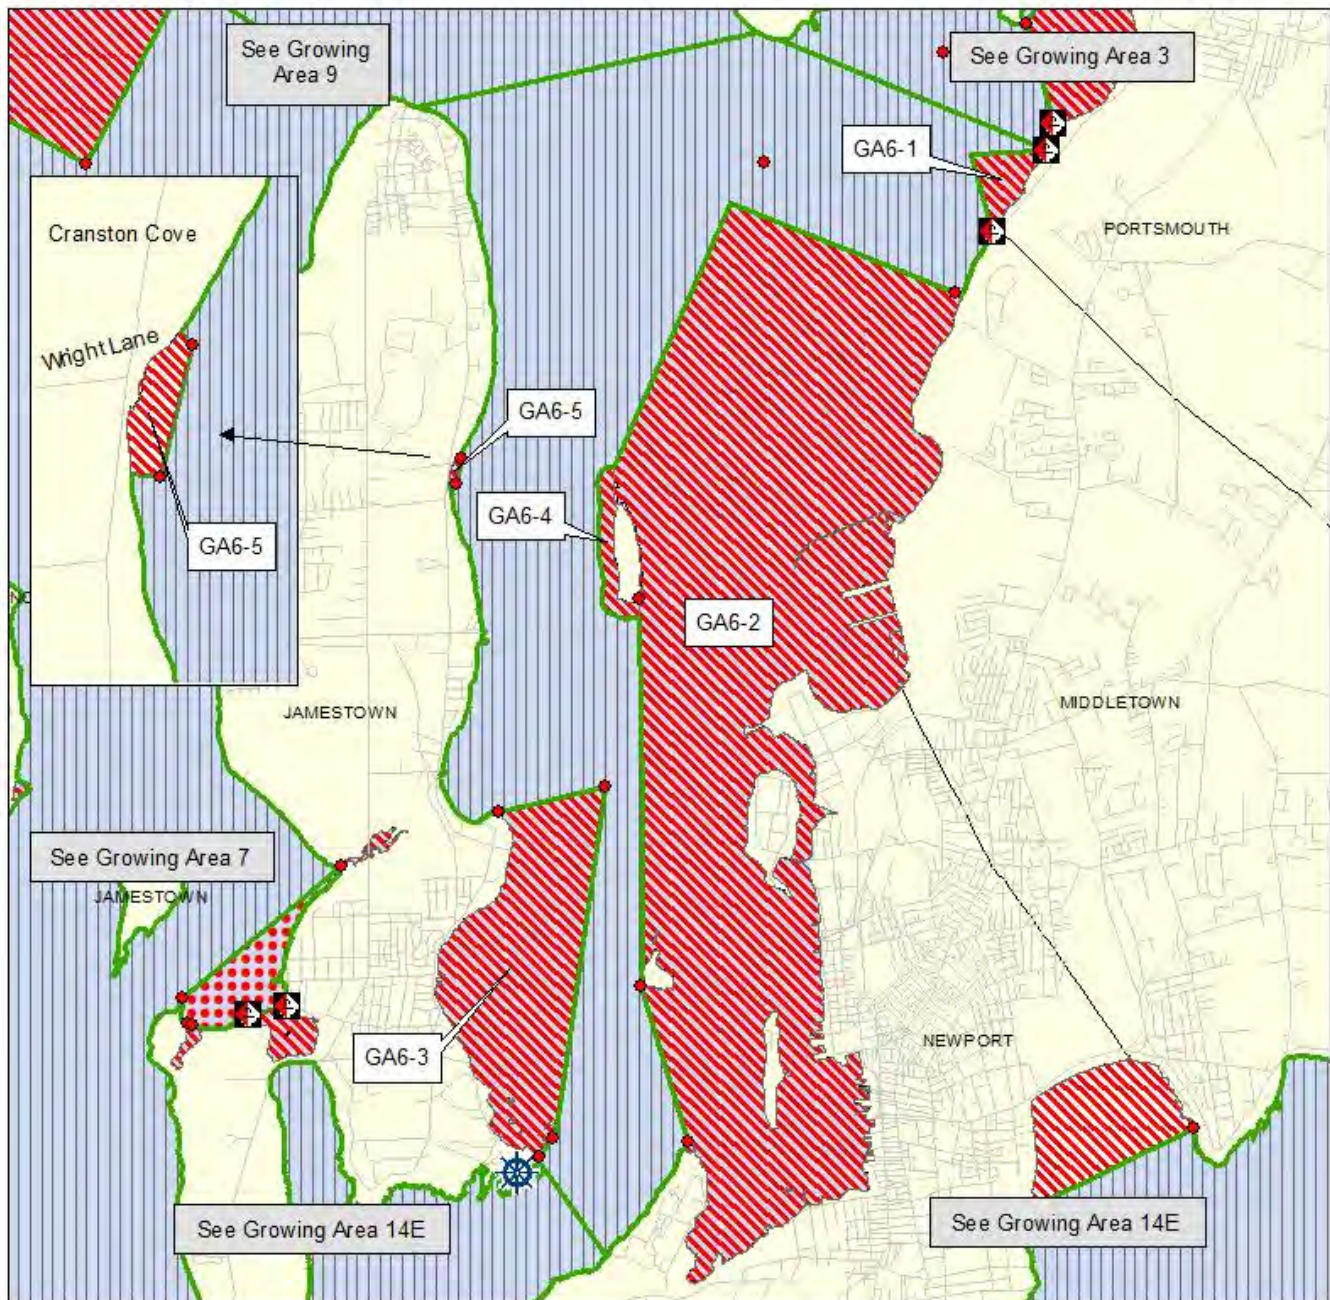 See Growing
Area 9
See Growing Area 3
GA6-1
Cranston Cove
PORTSMOUTH
Wright Lane
GA6-5
GA6-4
GA6-5
GA6-2
JAMESTOWN
MIDDLETOWN
See Growing Area 7
JAMESTOWN
NEWPORT
GA6-3
See Growing Area 14E
See Growing Area 14E